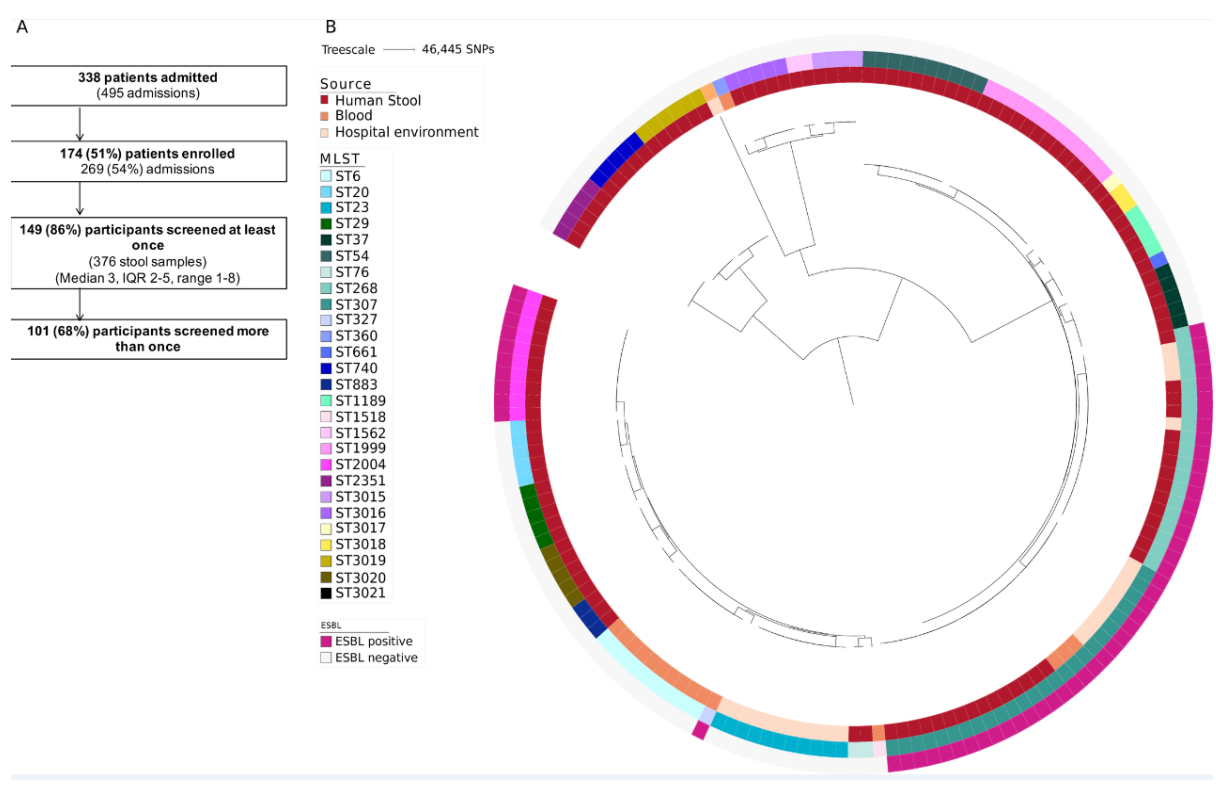 A
338 patients admitted
(495 admissions)
174 (51%) patients enrolled
269 (54%) admissions
149 (86%) participants screened at least
once
(376 stool samples)
(Median 3, IQR 2-5, range 1-8)
101 (68%) participants screened more
than once
B
Treescale 46,445 SNPs
Source
Human Stool
Blood
Hospital environment
MLST
ST6
ST20
ST23
ST29
ST37
ST54
ST76
ST268
ST307
ST327
ST360
ST661
ST740
ST883
ST1189
ST1518
ST1562
ST1999
ST2004
ST2351
ST3015
ST3016
ST3017
ST3018
ST3019
ST3020
ST3021
ESBL
ESBL positive
ESBL negative